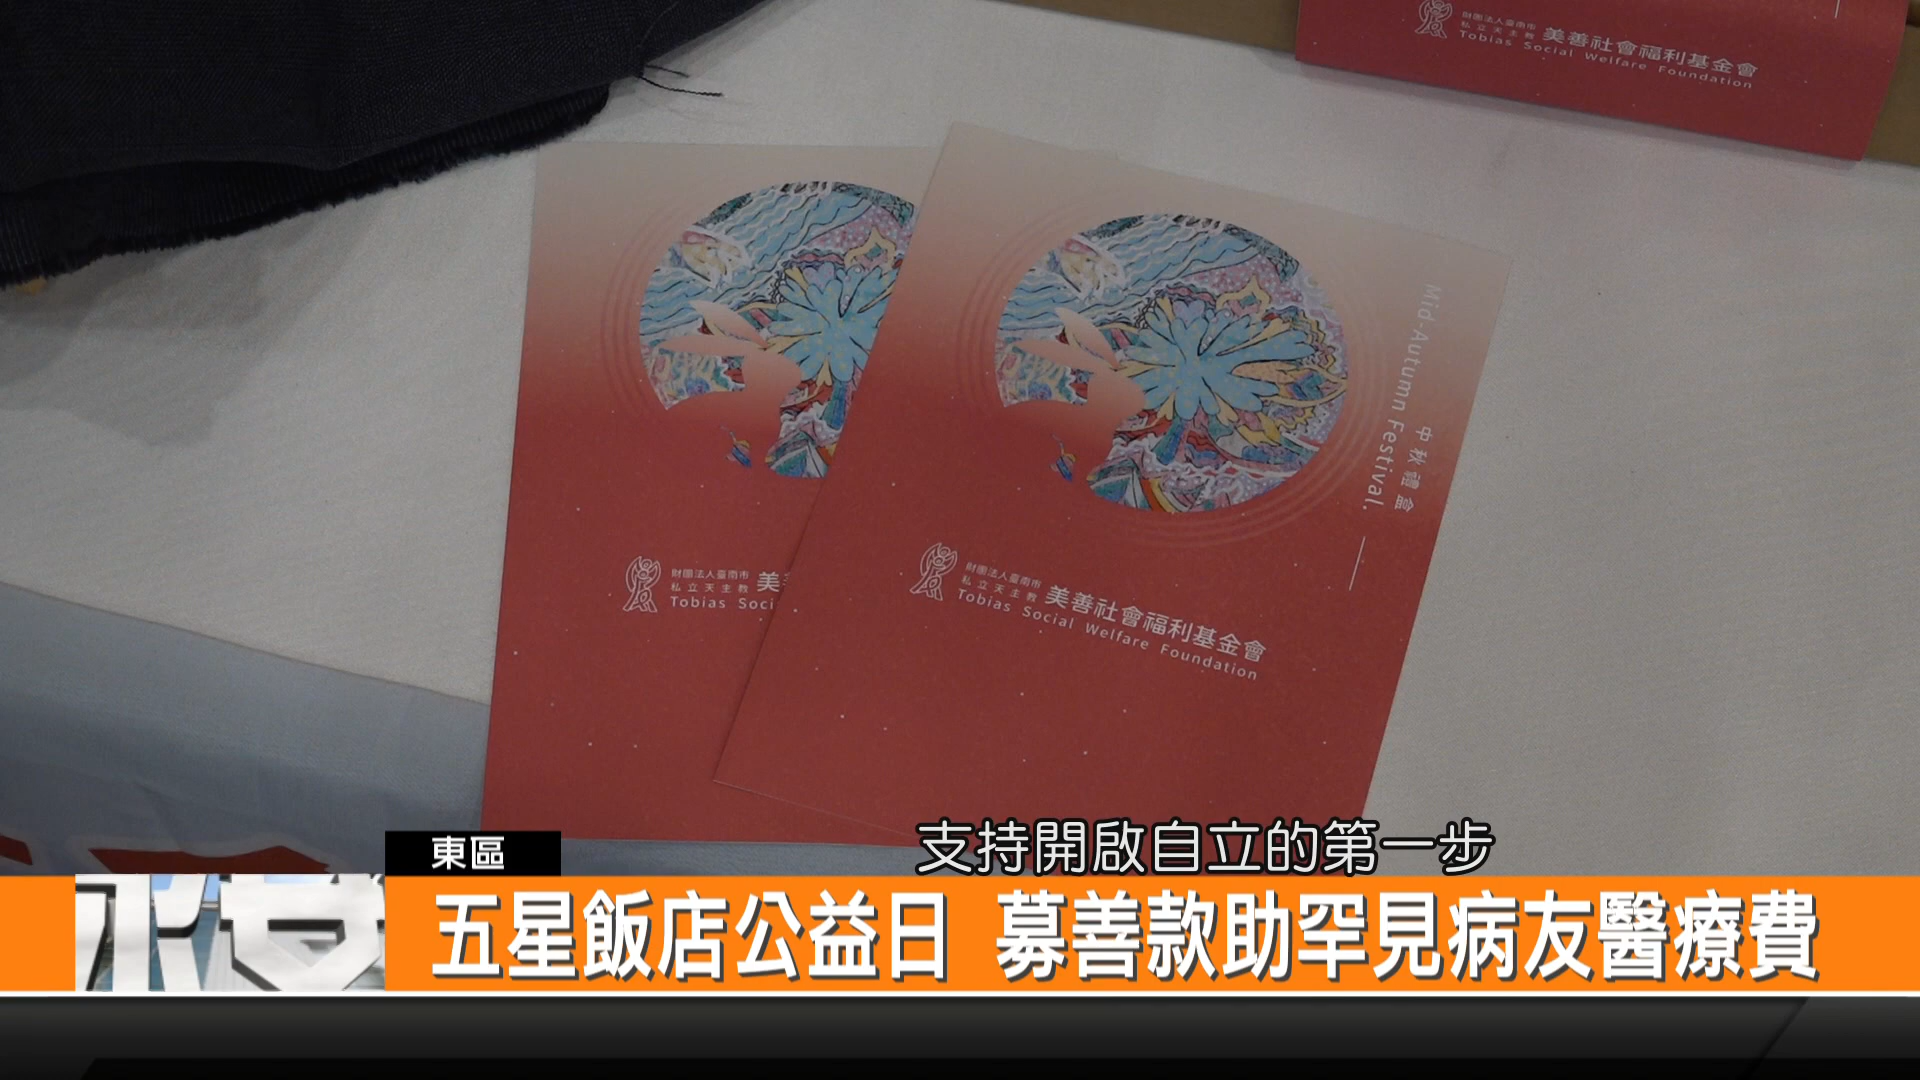 財團法人臺南市
私立天主教
美善社會福利基金會
Tobias Social Welfare Foundation
Mid-Autumn Festival.
中秋禮盒
財團法人臺南市
私立天主教
美
Tobias Soci
財團法人臺南市
私立天主教
美善社會福利基金會
Tobias Social Welfare Foundation
支持開啟自立的第一步
東區
五星飯店公益日 募善款助罕見病友醫療費